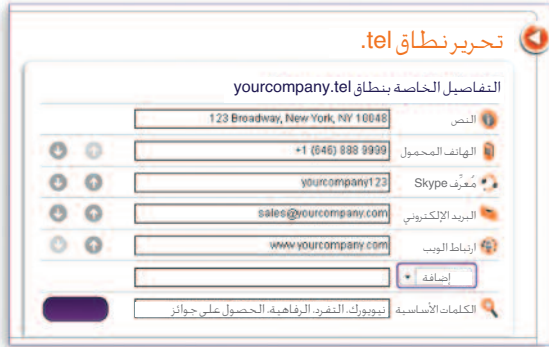 تحرير نطاق tel.
التفاصيل الخاصة بنطاق yourcompany.tel
النص 123 Broadway, New York, NY 10048
الهاتف المحمول +1 (646) 888 9999
مُعرِّف Skype yourcompany123
البريد الإلكتروني sales@yourcompany.com
ارتباط الويب www.yourcompany.com
إضافة
الكلمات الأساسية نيويورك، التفرد، الرفاهية، الحصول على جوائز